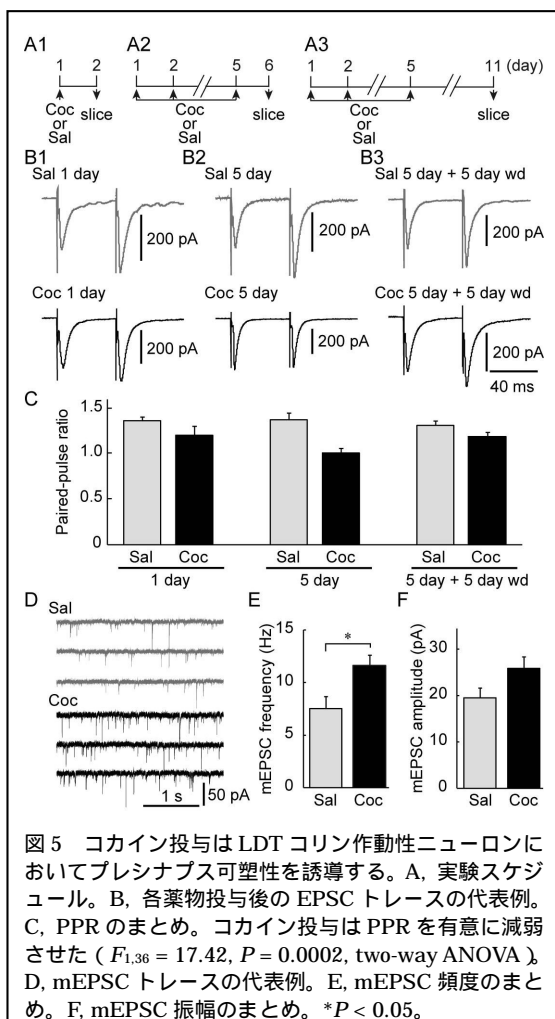 A1 A2 A3
1 2 1 2 5 6 1 2 5 11 (day)
Coc or Sal slice Coc or Sal slice Coc or Sal slice
B1 B2 B3
Sal 1 day Sal 5 day Sal 5 day + 5 day wd
200 pA 200 pA 200 pA
Coc 1 day Coc 5 day Coc 5 day + 5 day wd
200 pA 200 pA 200 pA
40 ms
C
Paired-pulse ratio
1.5
1.0
0.5
0
Sal Coc Sal Coc Sal Coc
1 day 5 day 5 day + 5 day wd
D
Sal
Coc
1 s 50 pA
E
mEPSC frequency (Hz)
15
10
5
0
*
Sal Coc
F
mEPSC amplitude (pA)
30
20
10
0
Sal Coc
図 5 コカイン投与は LDT コリン作動性ニューロンに
おいてプレシナプス可塑性を誘導する。A, 実験スケジ
ュール。B, 各薬物投与後の EPSC トレースの代表例。
C, PPR のまとめ。コカイン投与は PPR を有意に減弱
させた（F1,36 = 17.42, P = 0.0002, two-way ANOVA）。
D, mEPSC トレースの代表例。E, mEPSC 頻度のまと
め。F, mEPSC 振幅のまとめ。*P < 0.05。